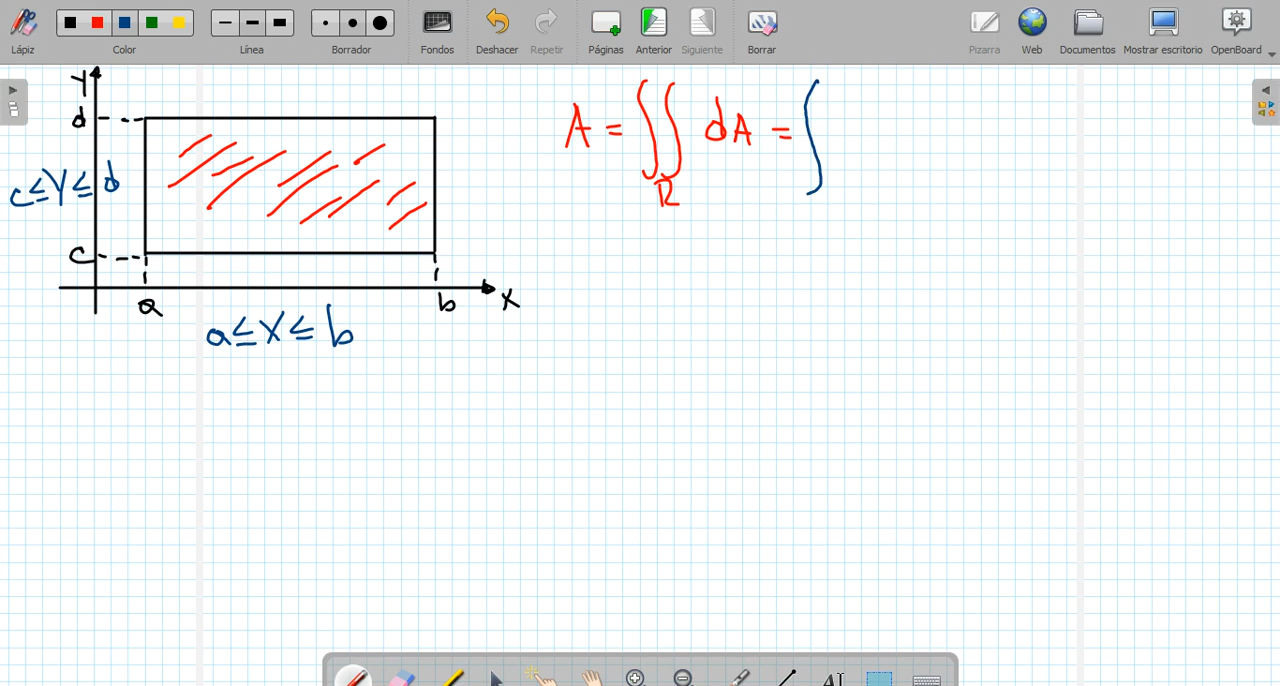 Lápiz Color Línea Borrador Fondos Deshacer Repetir Páginas Anterior Siguiente Borrar Pizarra Web Documentos Mostrar escritorio OpenBoard
Y
d
c ≤ Y ≤ d
c
a b X
a ≤ X ≤ b
A = ∬ dA = ∫
R